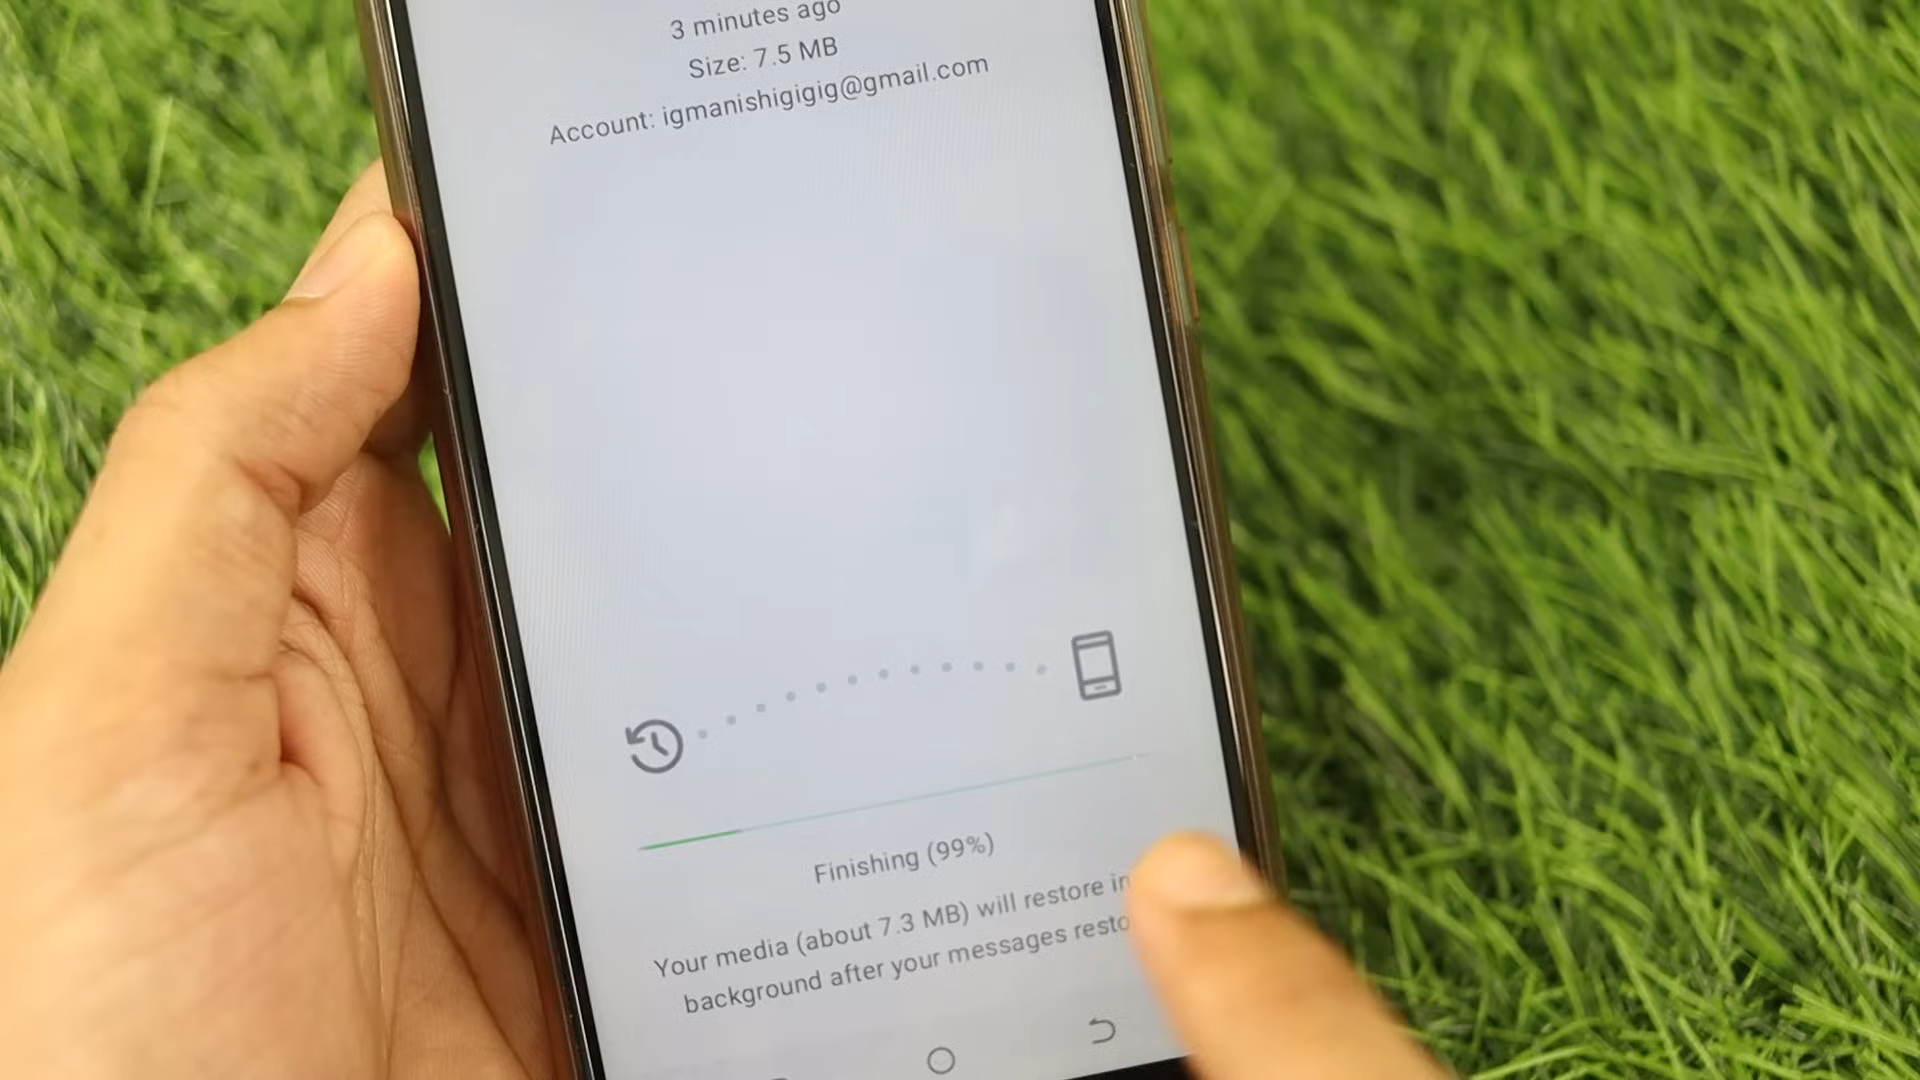 3 minutes ago
Size: 7.5 MB
Account: igmanishigigig@gmail.com
Finishing (99%)
Your media (about 7.3 MB) will restore in
background after your messages resto